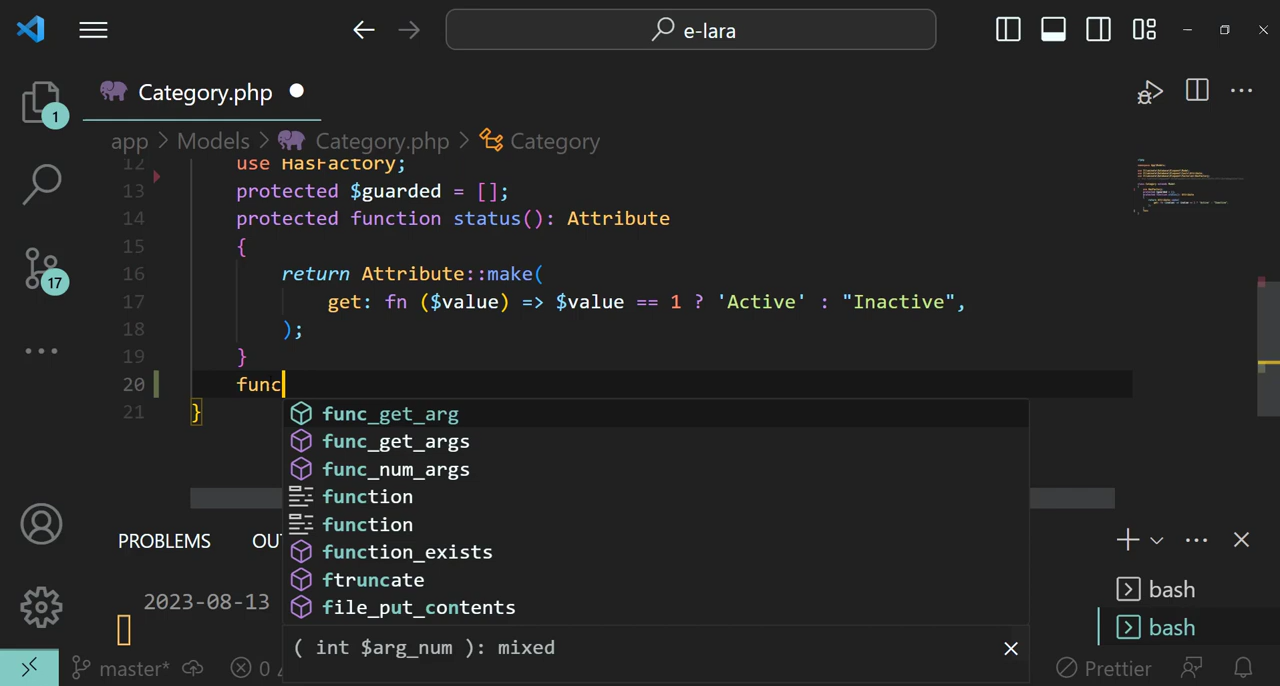 e-lara
Category.php
1
app > Models > Category.php > Category
12 use HasFactory;
13 protected $guarded = [];
14 protected function status(): Attribute
15 {
16 return Attribute::make(
17 get: fn ($value) => $value == 1 ? 'Active' : "Inactive",
18 );
19 }
20 func
21 }
17
func_get_arg
func_get_args
func_num_args
function
function
function_exists
ftruncate
file_put_contents
( int $arg_num ): mixed
PROBLEMS OU
2023-08-13
bash
bash
master* 0 Prettier